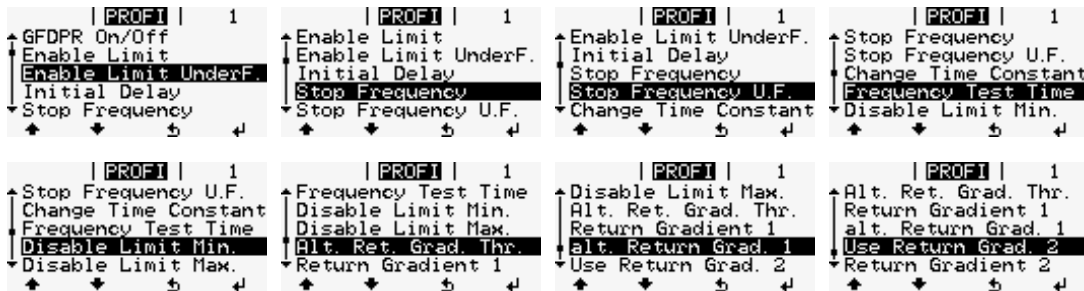 PROFI 1
GFDPR On/Off
Enable Limit
Enable Limit UnderF.
Initial Delay
Stop Frequency
PROFI 1
Enable Limit
Enable Limit UnderF.
Initial Delay
Stop Frequency
Stop Frequency U.F.
PROFI 1
Enable Limit UnderF.
Initial Delay
Stop Frequency
Stop Frequency U.F.
Change Time Constant
PROFI 1
Stop Frequency
Stop Frequency U.F.
Change Time Constant
Frequency Test Time
Disable Limit Min.
PROFI 1
Stop Frequency U.F.
Change Time Constant
Frequency Test Time
Disable Limit Min.
Disable Limit Max.
PROFI 1
Frequency Test Time
Disable Limit Min.
Disable Limit Max.
Alt. Ret. Grad. Thr.
Return Gradient 1
PROFI 1
Disable Limit Max.
Alt. Ret. Grad. Thr.
Return Gradient 1
alt. Return Grad. 1
Use Return Grad. 2
PROFI 1
Alt. Ret. Grad. Thr.
Return Gradient 1
alt. Return Grad. 1
Use Return Grad. 2
Return Gradient 2